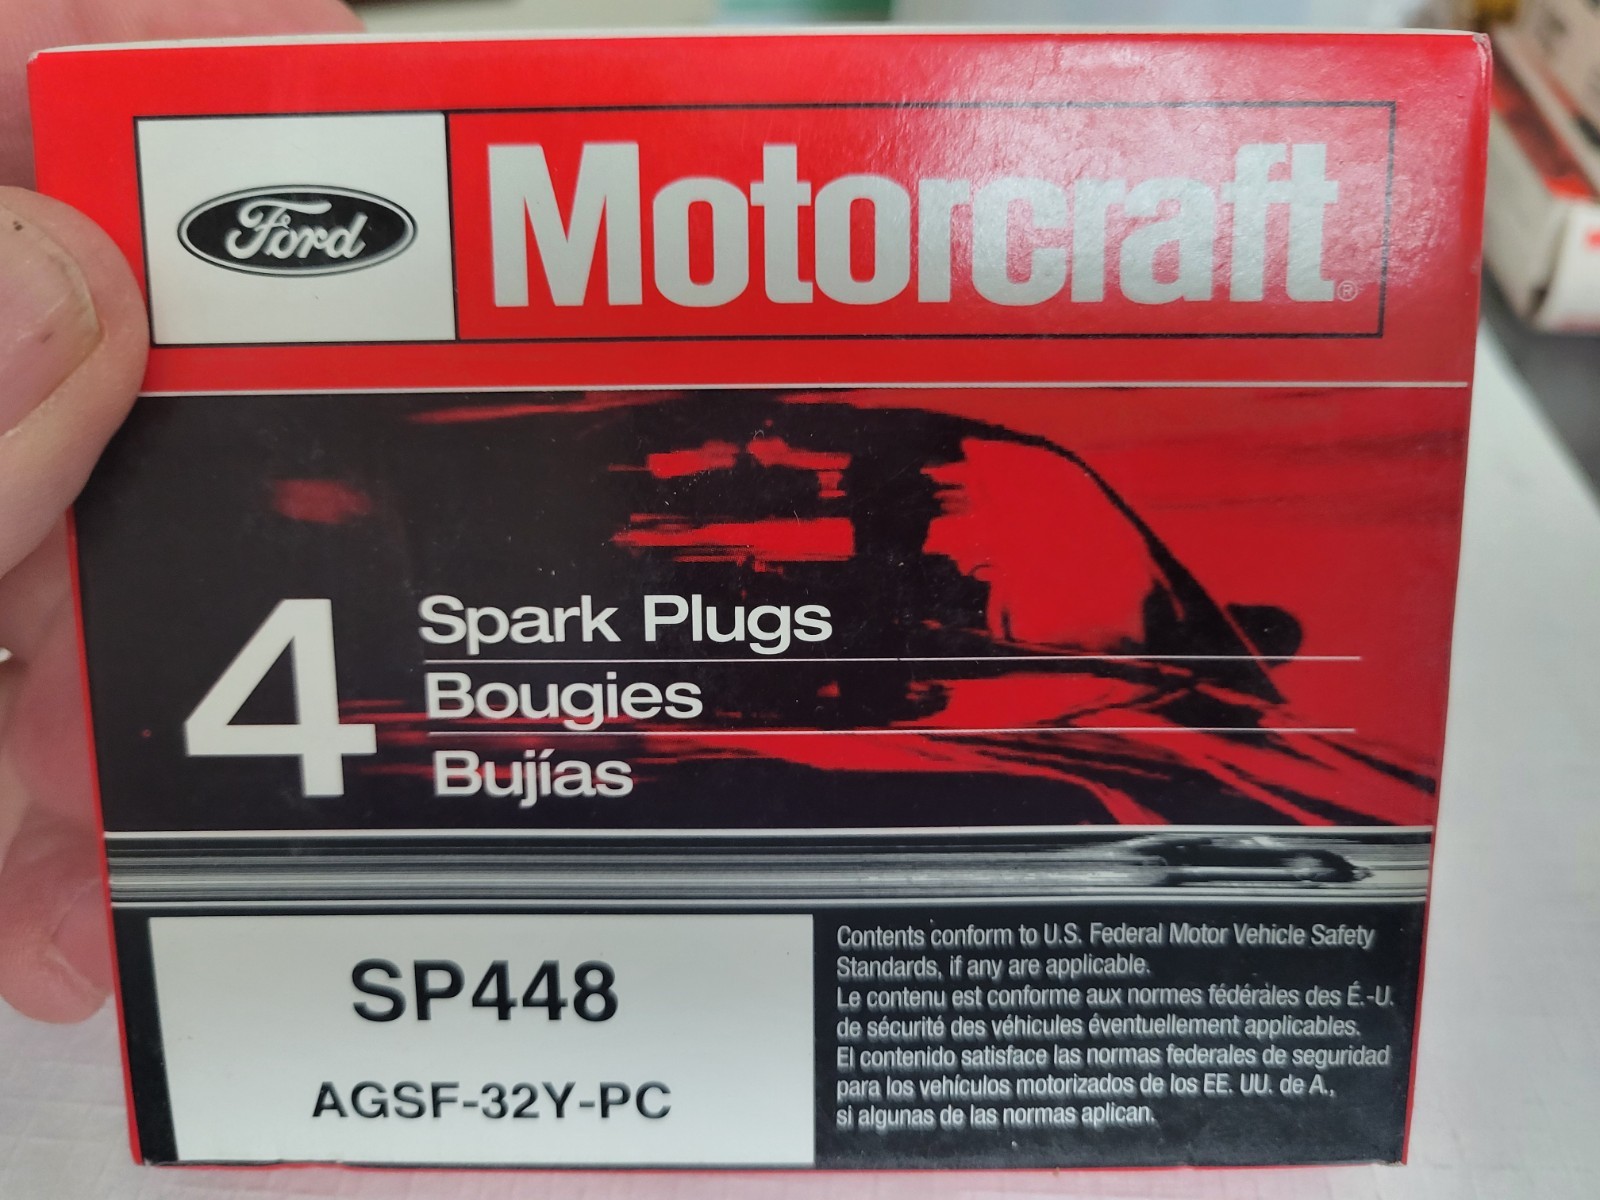 Ford
Motorcraft®
4
Spark Plugs
Bougies
Bujías
SP448
AGSF-32Y-PC
Contents conform to U.S. Federal Motor Vehicle Safety
Standards, if any are applicable.
Le contenu est conforme aux normes fédérales des É.-U.
de sécurité des véhicules éventuellement applicables.
El contenido satisface las normas federales de seguridad
para los vehículos motorizados de los EE. UU. de A.,
si algunas de las normas aplican.